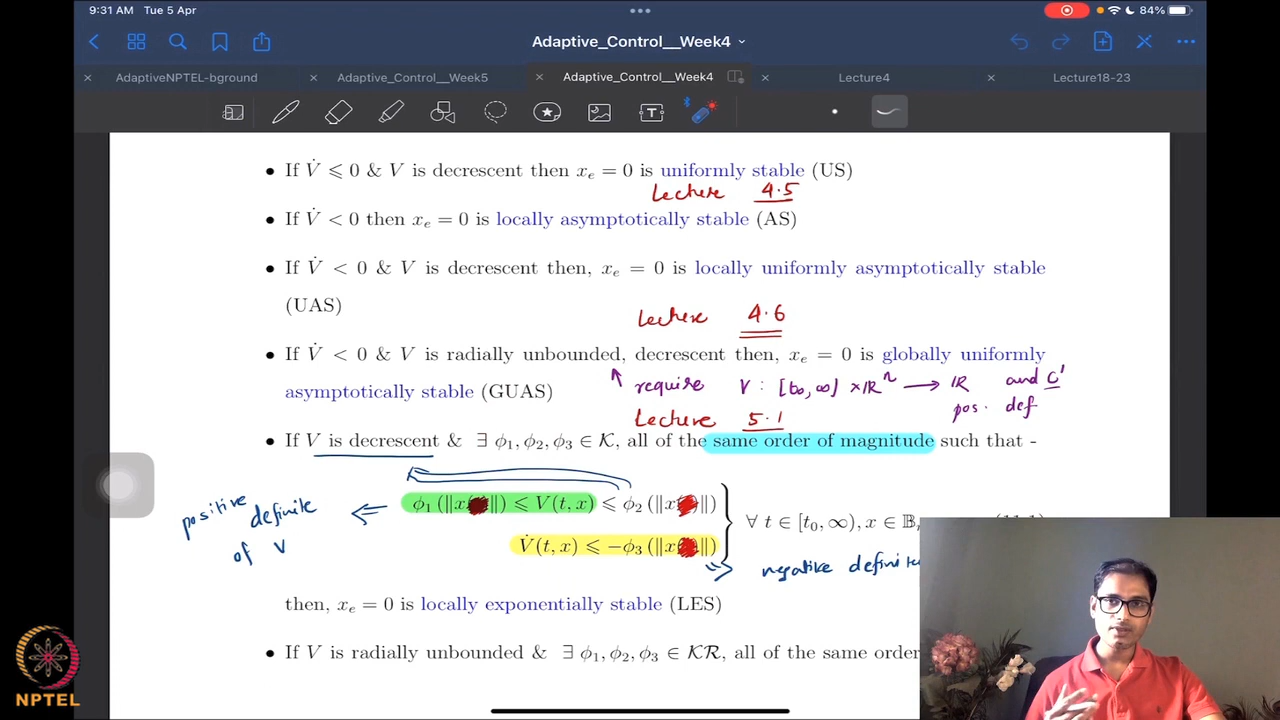 9:31 AM Tue 5 Apr
84%
Adaptive_Control__Week4
AdaptiveNPTEL-bground
Adaptive_Control__Week5
Adaptive_Control__Week4
Lecture4
Lecture18-23
• If V̇ ⩽ 0 & V is decrescent then xₑ = 0 is uniformly stable (US)
Lecture 4.5
• If V̇ < 0 then xₑ = 0 is locally asymptotically stable (AS)
• If V̇ < 0 & V is decrescent then, xₑ = 0 is locally uniformly asymptotically stable
(UAS)
Lecture 4.6
• If V̇ < 0 & V is radially unbounded, decrescent then, xₑ = 0 is globally uniformly
asymptotically stable (GUAS)
require V : [t₀, ∞) × ℝⁿ → ℝ and C¹
pos. def
Lecture 5.1
• If V is decrescent & ∃ ϕ₁, ϕ₂, ϕ₃ ∈ 𝒦, all of the same order of magnitude such that -
positive definite of V
ϕ₁ (‖x‖) ⩽ V(t, x) ⩽ ϕ₂ (‖x‖)
V̇(t, x) ⩽ −ϕ₃ (‖x‖)
∀ t ∈ [t₀, ∞), x ∈ 𝔹
negative
then, xₑ = 0 is locally exponentially stable (LES)
• If V is radially unbounded & ∃ ϕ₁, ϕ₂, ϕ₃ ∈ 𝒦ℛ, all of the same order
NPTEL